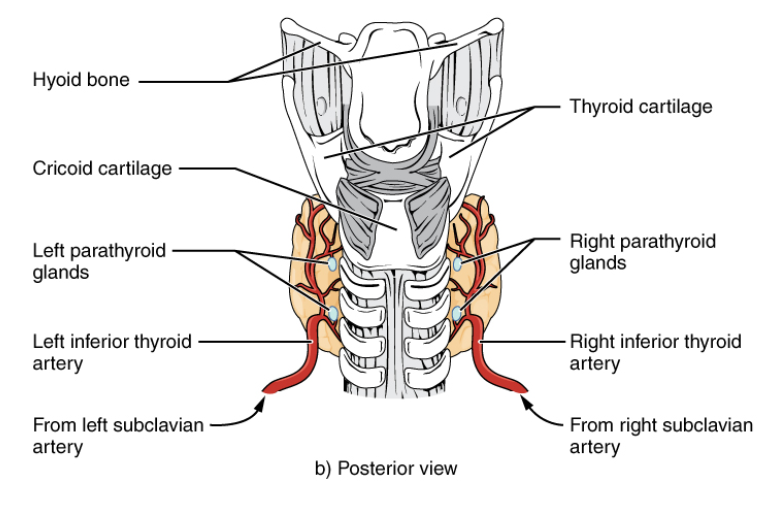 Hyoid bone
Thyroid cartilage
Cricoid cartilage
Left parathyroid
glands
Right parathyroid
glands
Left inferior thyroid
artery
Right inferior thyroid
artery
From left subclavian
artery
From right subclavian
artery
b) Posterior view